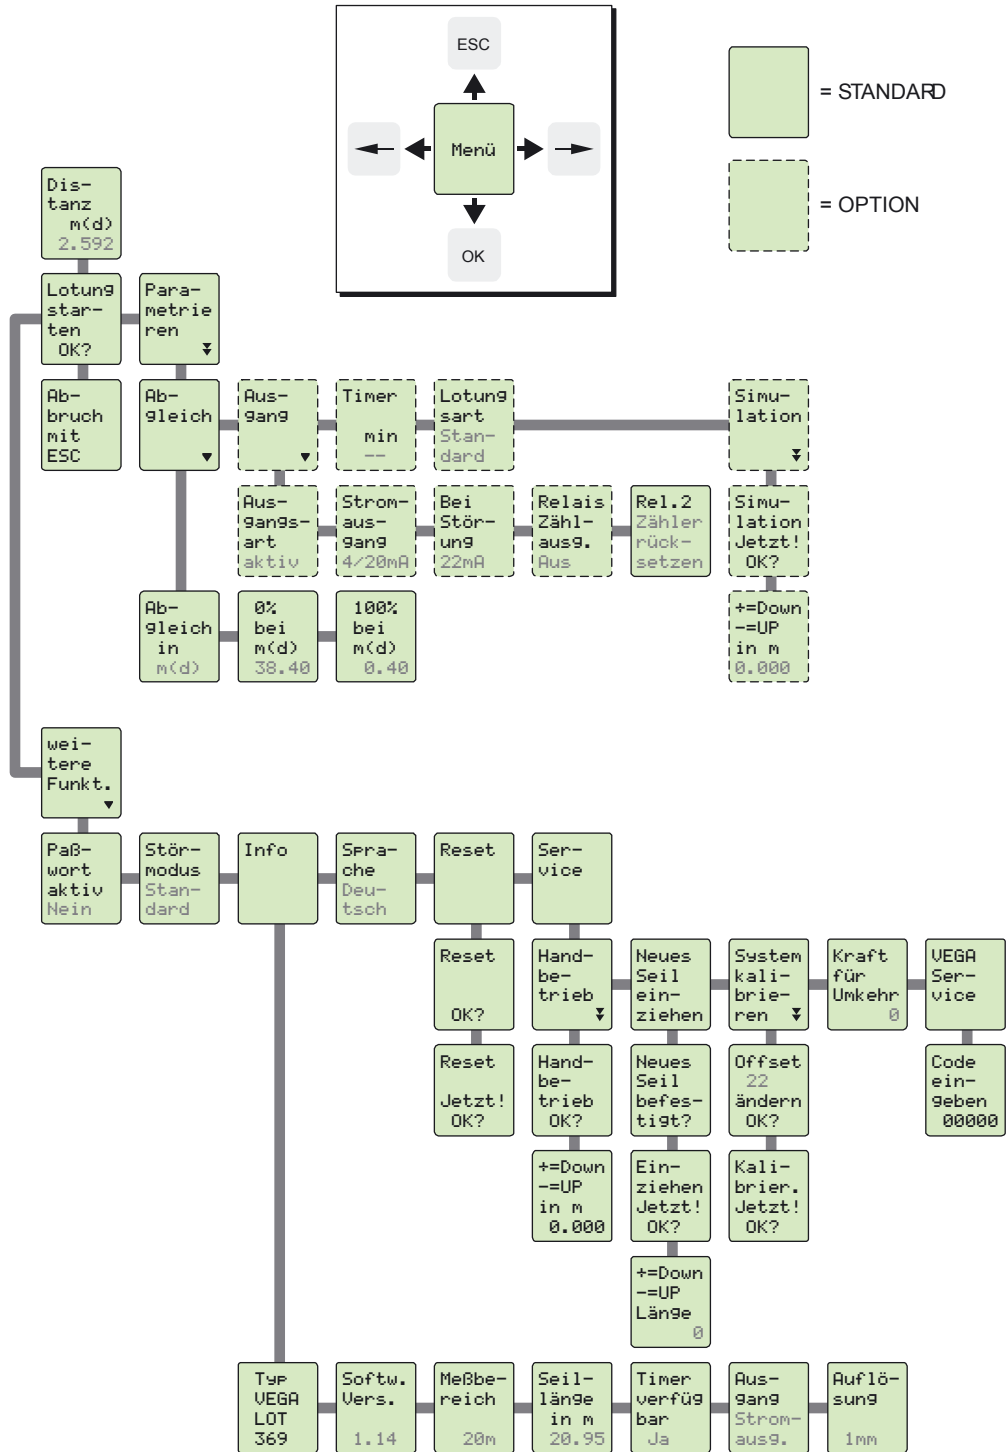 ESC
Menü
OK
= STANDARD
= OPTION
Dis-
tanz
m(d)
2.592
Lotung
star-
ten
OK?
Para-
metrie
ren
Ab-
bruch
mit
ESC
Ab-
gleich
Aus-
gang
Timer
min
--
Lotung
sart
Stan-
dard
Simu-
lation
Aus-
gangs-
art
aktiv
Strom-
aus-
gang
4/20mA
Bei
Stör-
ung
22mA
Relais
Zähl-
ausg.
Aus
Rel.2
Zähler
rück-
setzen
Simu-
lation
Jetzt!
OK?
Ab-
gleich
in
m(d)
0%
bei
m(d)
38.40
100%
bei
m(d)
0.40
+=Down
-=UP
in m
0.000
wei-
tere
Funkt.
Paß-
wort
aktiv
Nein
Stör-
modus
Stan-
dard
Info
Spra-
che
Deu-
tsch
Reset
Ser-
vice
Reset
OK?
Hand-
be-
trieb
Neues
Seil
ein-
ziehen
System
kali-
brie-
ren
Kraft
für
Umkehr
0
VEGA
Ser-
vice
Reset
Jetzt!
OK?
Hand-
be-
trieb
OK?
Neues
Seil
befes-
tigt?
Offset
22
ändern
OK?
Code
ein-
geben
00000
+=Down
-=UP
in m
0.000
Ein-
ziehen
Jetzt!
OK?
Kali-
brier.
Jetzt!
OK?
+=Down
-=UP
Länge
0
Typ
VEGA
LOT
369
Softw.
Vers.
1.14
Meßbe-
reich
20m
Seil-
länge
in m
20.95
Timer
verfüg
bar
Ja
Aus-
gang
Strom-
ausg.
Auflö-
sung
1mm